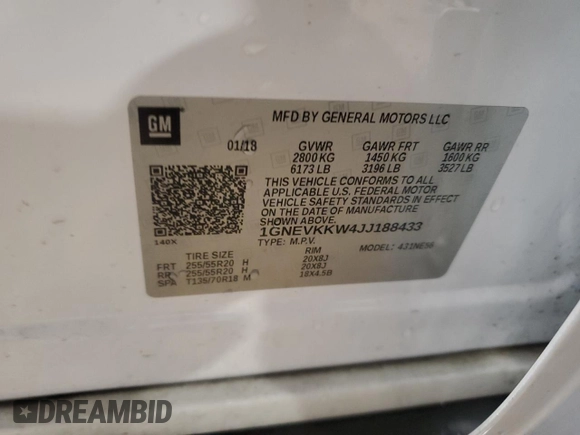 GM
MFD BY GENERAL MOTORS LLC
01/18 GVWR GAWR FRT GAWR RR
2800 KG 1450 KG 1600 KG
6173 LB 3196 LB 3527 LB
THIS VEHICLE CONFORMS TO ALL
APPLICABLE U.S. FEDERAL MOTOR
VEHICLE SAFETY STANDARDS IN EFFECT
ON THE DATE OF MANUFACTURE
SHOWN ABOVE.
1GNEVKKW4JJ188433
TYPE: M.P.V. MODEL:
140X
TIRE SIZE RIM
FRT 255/55R20 H 20X8J
RR 255/55R20 H 20X8J
SPA T135/70R18 M 18X4.5B
DREAMBID